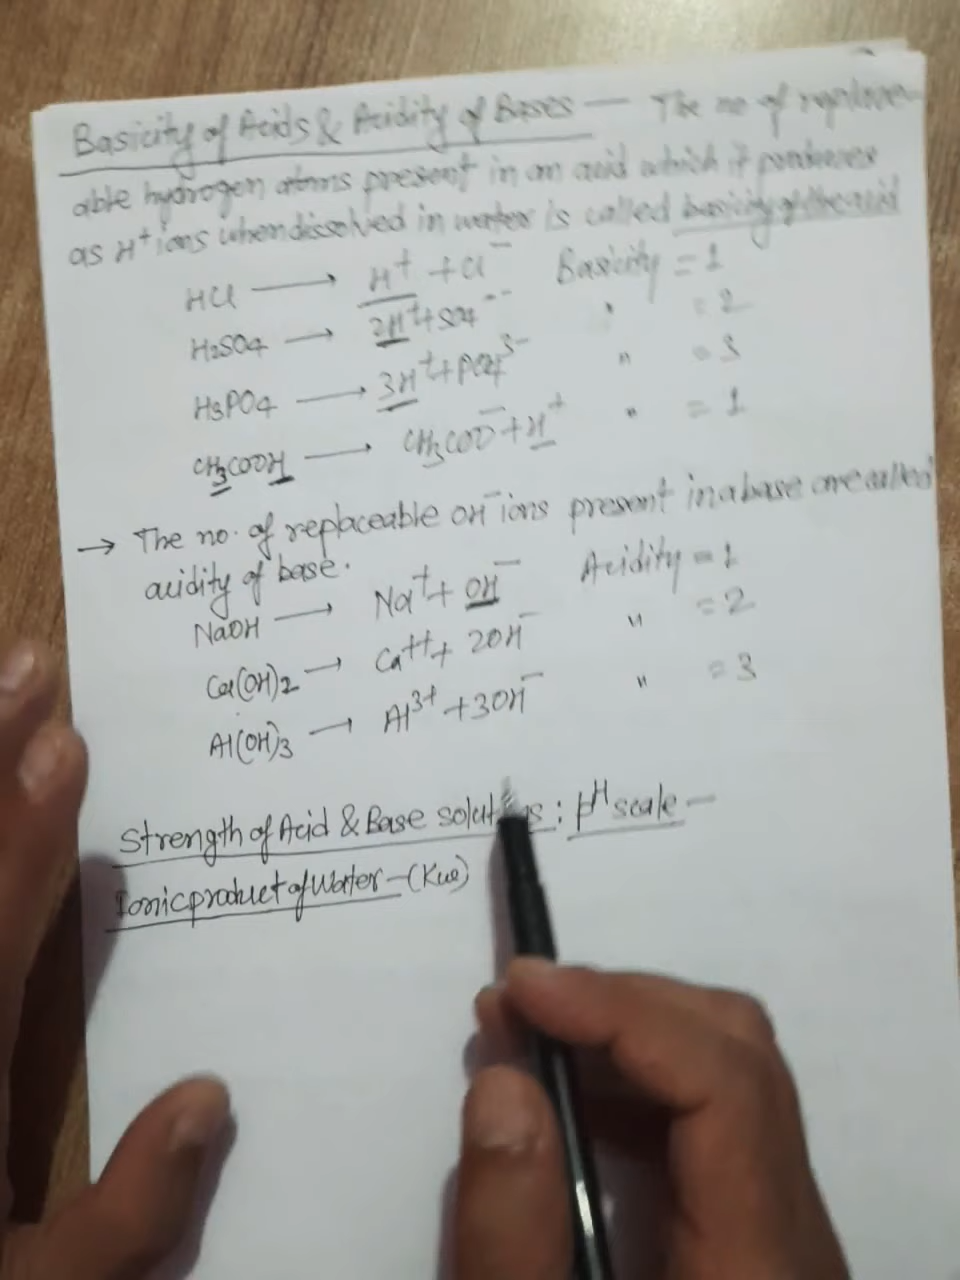 Basicity of Acids & Acidity of Bases — The no of replace-
able hydrogen atoms present in an acid which it produces
as H⁺ ions when dissolved in water is called basicity of the acid
HCl → H⁺ + Cl⁻ Basicity = 1
H2SO4 → 2H⁺ + SO4⁻⁻ " = 2
H3PO4 → 3H⁺ + PO4³⁻ " = 3
CH3COOH → CH3COO⁻ + H⁺ " = 1
→ The no. of replaceable OH⁻ ions present in a base are called
acidity of base.
NaOH → Na⁺ + OH⁻ Acidity = 1
Ca(OH)2 → Ca⁺⁺ + 2OH⁻ " = 2
Al(OH)3 → Al³⁺ + 3OH⁻ " = 3
Strength of Acid & Base solutions : pᴴ scale —
Ionic product of Water – (Kw)